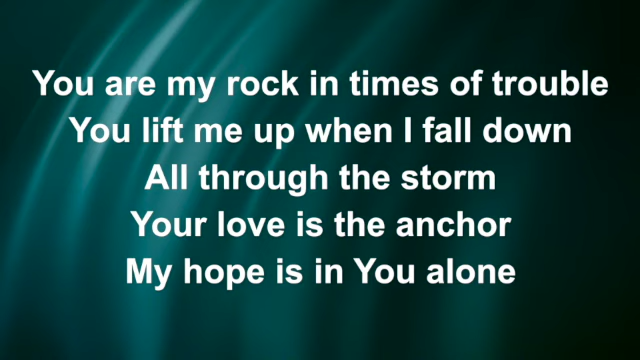 You are my rock in times of trouble
You lift me up when I fall down
All through the storm
Your love is the anchor
My hope is in You alone